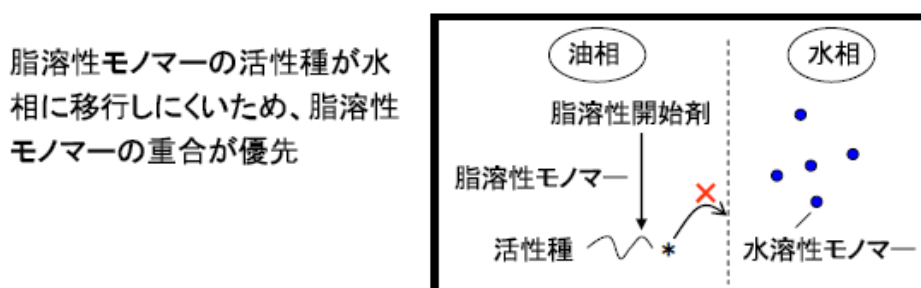 脂溶性モノマーの活性種が水
相に移行しにくいため、脂溶性
モノマーの重合が優先
油相
水相
脂溶性開始剤
脂溶性モノマー
活性種
*
水溶性モノマー